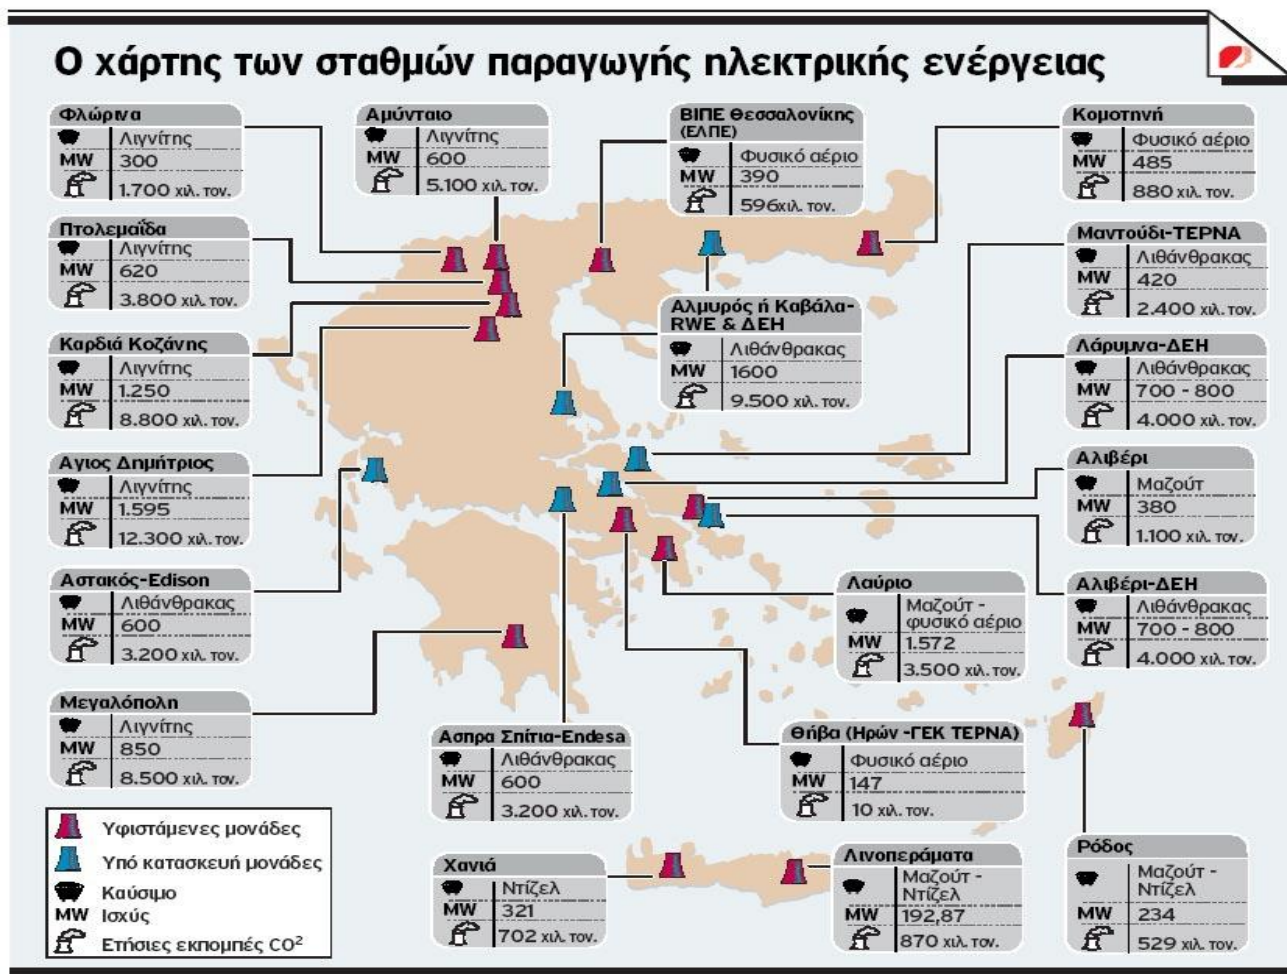 Ο χάρτης των σταθμών παραγωγής ηλεκτρικής ενέργειας
Φλώρινα
Λιγνίτης
MW 300
1.700 χιλ. τον.
Αμύνταιο
Λιγνίτης
MW 600
5.100 χιλ. τον.
ΒΙΠΕ Θεσσαλονίκης
(ΕΛΠΕ)
Φυσικό αέριο
MW 390
596χιλ. τον.
Κομοτηνή
Φυσικό αέριο
MW 485
880 χιλ. τον.
Πτολεμαΐδα
Λιγνίτης
MW 620
3.800 χιλ. τον.
Μαντούδι-ΤΕΡΝΑ
Λιθάνθρακας
MW 420
2.400 χιλ. τον.
Αλμυρός ή Καβάλα-
RWE & ΔΕΗ
Λιθάνθρακας
MW 1600
9.500 χιλ. τον.
Καρδιά Κοζάνης
Λιγνίτης
MW 1.250
8.800 χιλ. τον.
Λάρυμνα-ΔΕΗ
Λιθάνθρακας
MW 700 - 800
4.000 χιλ. τον.
Αγιος Δημήτριος
Λιγνίτης
MW 1.595
12.300 χιλ. τον.
Αλιβέρι
Μαζούτ
MW 380
1.100 χιλ. τον.
Αστακός-Edison
Λιθάνθρακας
MW 600
3.200 χιλ. τον.
Λαύριο
Μαζούτ -
φυσικό αέριο
MW 1.572
3.500 χιλ. τον.
Αλιβέρι-ΔΕΗ
Λιθάνθρακας
MW 700 - 800
4.000 χιλ. τον.
Μεγαλόπολη
Λιγνίτης
MW 850
8.500 χιλ. τον.
Ασπρα Σπίτια-Endesa
Λιθάνθρακας
MW 600
3.200 χιλ. τον.
Θήβα (Ηρών -ΓΕΚ ΤΕΡΝΑ)
Φυσικό αέριο
MW 147
10 χιλ. τον.
Υφιστάμενες μονάδες
Υπό κατασκευή μονάδες
Καύσιμο
MW Ισχύς
Ετήσιες εκπομπές CO²
Χανιά
Ντίζελ
MW 321
702 χιλ. τον.
Λινοπεράματα
Μαζούτ -
Ντίζελ
MW 192,87
870 χιλ. τον.
Ρόδος
Μαζούτ -
Ντίζελ
MW 234
529 χιλ. τον.